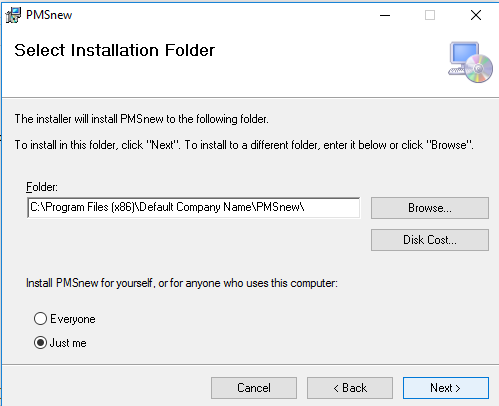 PMSnew
Select Installation Folder
The installer will install PMSnew to the following folder.
To install in this folder, click "Next". To install to a different folder, enter it below or click "Browse".
Folder:
C:\Program Files (x86)\Default Company Name\PMSnew\
Browse...
Disk Cost...
Install PMSnew for yourself, or for anyone who uses this computer:
Everyone
Just me
Cancel
< Back
Next >